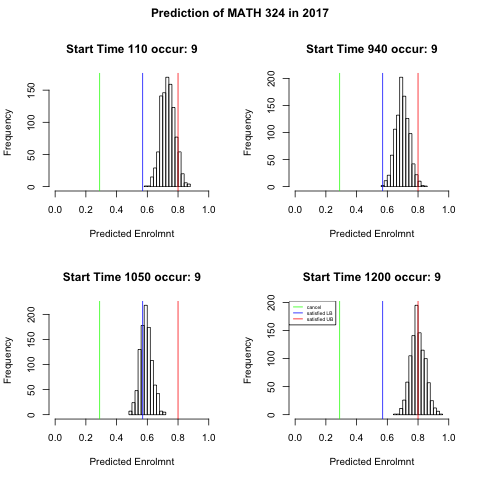 Prediction of MATH 324 in 2017
Start Time 110 occur: 9
Frequency
150
100
50
0
0.0 0.2 0.4 0.6 0.8 1.0
Predicted Enrolmnt
Start Time 940 occur: 9
Frequency
200
150
100
50
0
0.0 0.2 0.4 0.6 0.8 1.0
Predicted Enrolmnt
Start Time 1050 occur: 9
Frequency
200
150
100
50
0
0.0 0.2 0.4 0.6 0.8 1.0
Predicted Enrolmnt
Start Time 1200 occur: 9
cancel
satisfied LB
satisfied UB
Frequency
200
150
100
50
0
0.0 0.2 0.4 0.6 0.8 1.0
Predicted Enrolmnt